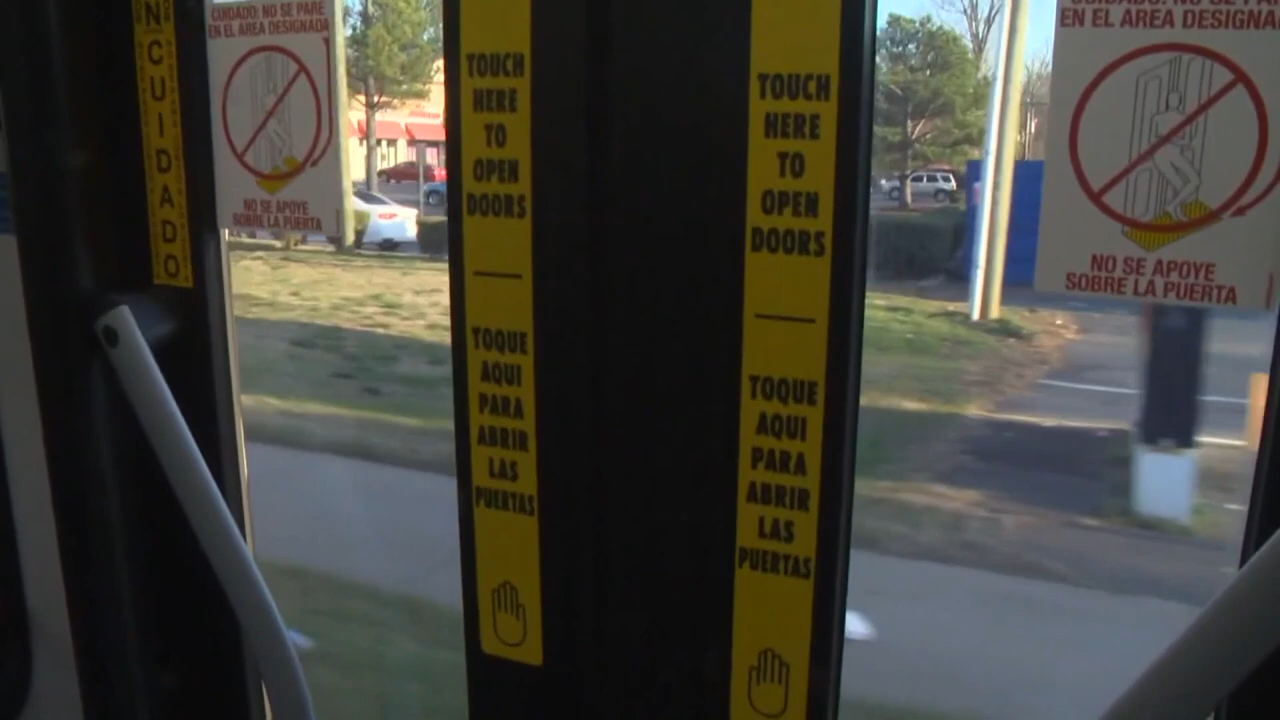 N
CUIDADO
CUIDADO: NO SE PARE
EN EL AREA DESIGNADA
NO SE APOYE
SOBRE LA PUERTA
TOUCH
HERE
TO
OPEN
DOORS
TOQUE
AQUI
PARA
ABRIR
LAS
PUERTAS
TOUCH
HERE
TO
OPEN
DOORS
TOQUE
AQUI
PARA
ABRIR
LAS
PUERTAS
EN EL AREA DESIGNA
NO SE APOYE
SOBRE LA PUERTA